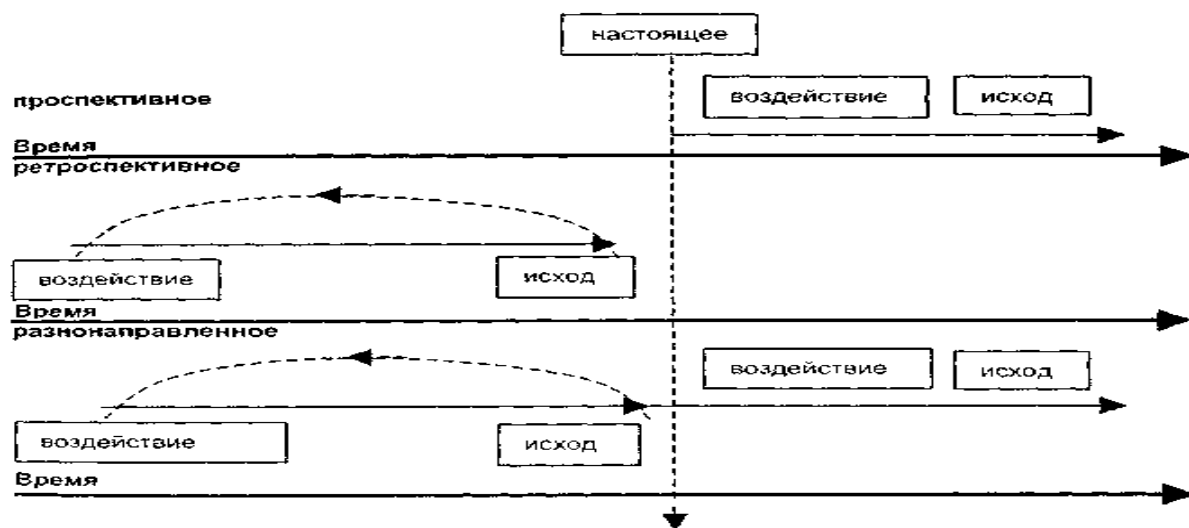 настоящее
проспективное
воздействие
исход
Время
ретроспективное
воздействие
исход
Время
разнонаправленное
воздействие
исход
воздействие
исход
Время